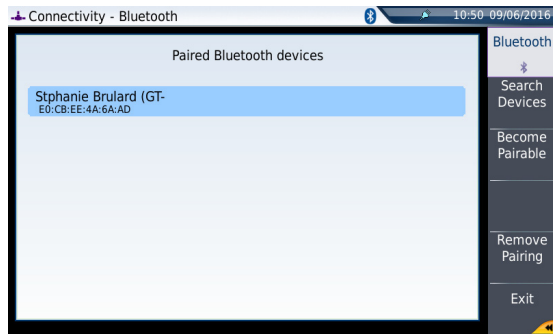 Connectivity - Bluetooth
10:50 09/06/2016
Paired Bluetooth devices
Stphanie Brulard (GT-
E0:CB:EE:4A:6A:AD
Bluetooth
Search
Devices
Become
Pairable
Remove
Pairing
Exit